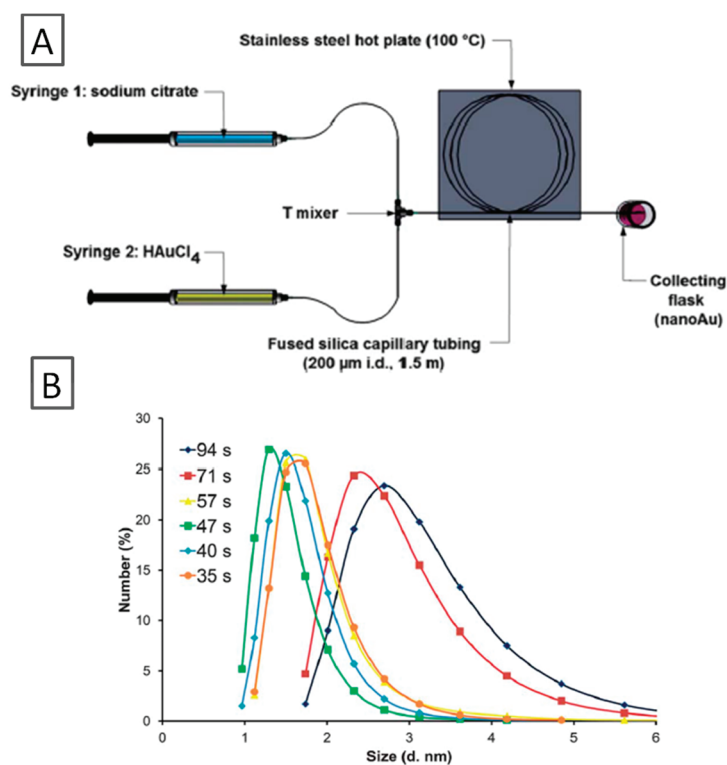 A
Stainless steel hot plate (100 °C)
Syringe 1: sodium citrate
T mixer
Syringe 2: HAuCl4
Collecting
flask
(nanoAu)
Fused silica capillary tubing
(200 µm i.d., 1.5 m)
B
30
25
20
15
10
5
0
Number (%)
94 s
71 s
57 s
47 s
40 s
35 s
0 1 2 3 4 5 6
Size (d. nm)